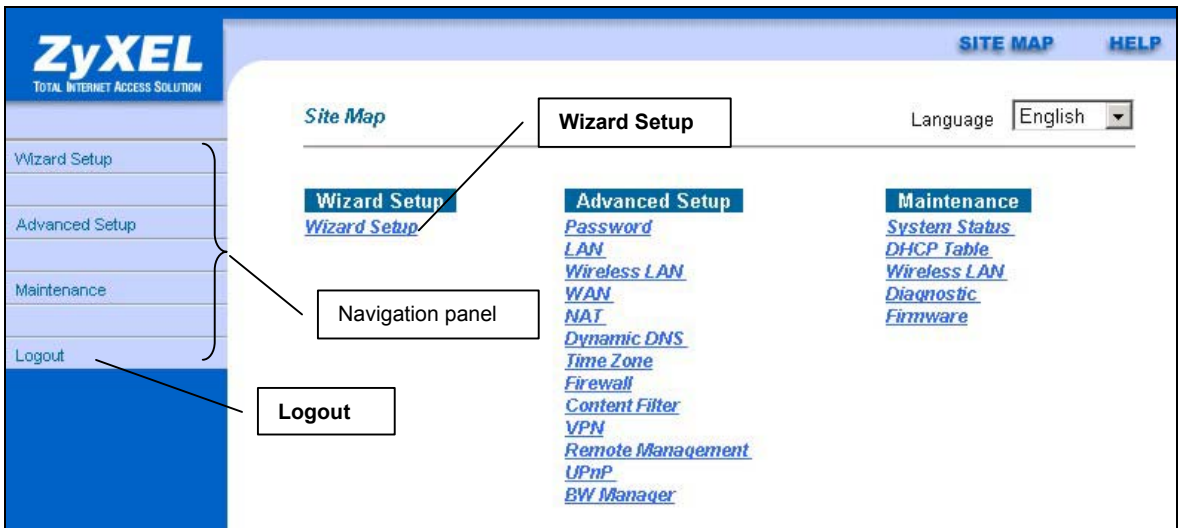 ZyXEL
TOTAL INTERNET ACCESS SOLUTION
SITE MAP HELP
Site Map
Wizard Setup
Language English
Wizard Setup
Advanced Setup
Maintenance
Logout
Navigation panel
Logout
Wizard Setup
Wizard Setup
Advanced Setup
Password
LAN
Wireless LAN
WAN
NAT
Dynamic DNS
Time Zone
Firewall
Content Filter
VPN
Remote Management
UPnP
BW Manager
Maintenance
System Status
DHCP Table
Wireless LAN
Diagnostic
Firmware